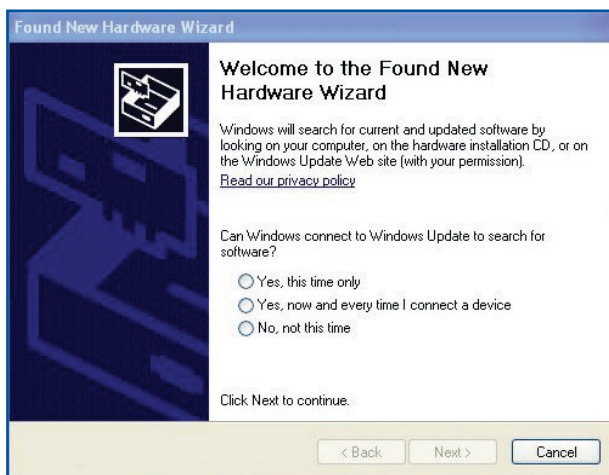 Found New Hardware Wizard
Welcome to the Found New
Hardware Wizard
Windows will search for current and updated software by
looking on your computer, on the hardware installation CD, or on
the Windows Update Web site (with your permission).
Read our privacy policy
Can Windows connect to Windows Update to search for
software?
Yes, this time only
Yes, now and every time I connect a device
No, not this time
Click Next to continue.
< Back
Next >
Cancel